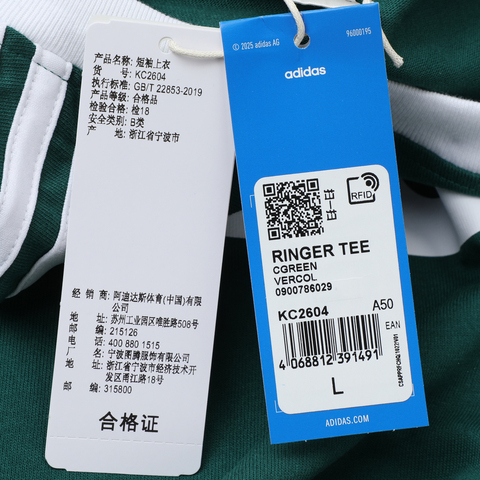 产品名称: 短袖上衣
货 号: KC2604
执行标准: GB/T 22853-2019
产品等级: 合格品
检验合格: 检18
安全类别: B类
产 地: 浙江省宁波市
经 销 商: 阿迪达斯体育(中国)有限
公司
地 址: 苏州工业园区唯胜路508号
邮 编: 215126
电 话: 400 880 1515
制 造 商: 宁波图腾服饰有限公司
地 址: 浙江省宁波市经济技术开
发区甬江路18号
邮 编: 315800
合格证
© 2025 adidas AG
96000195
adidas
RFID
RINGER TEE
CGREEN
VERCOL
0900786029
KC2604
A50
EAN
4 068812 391491
L
ADIDAS.COM